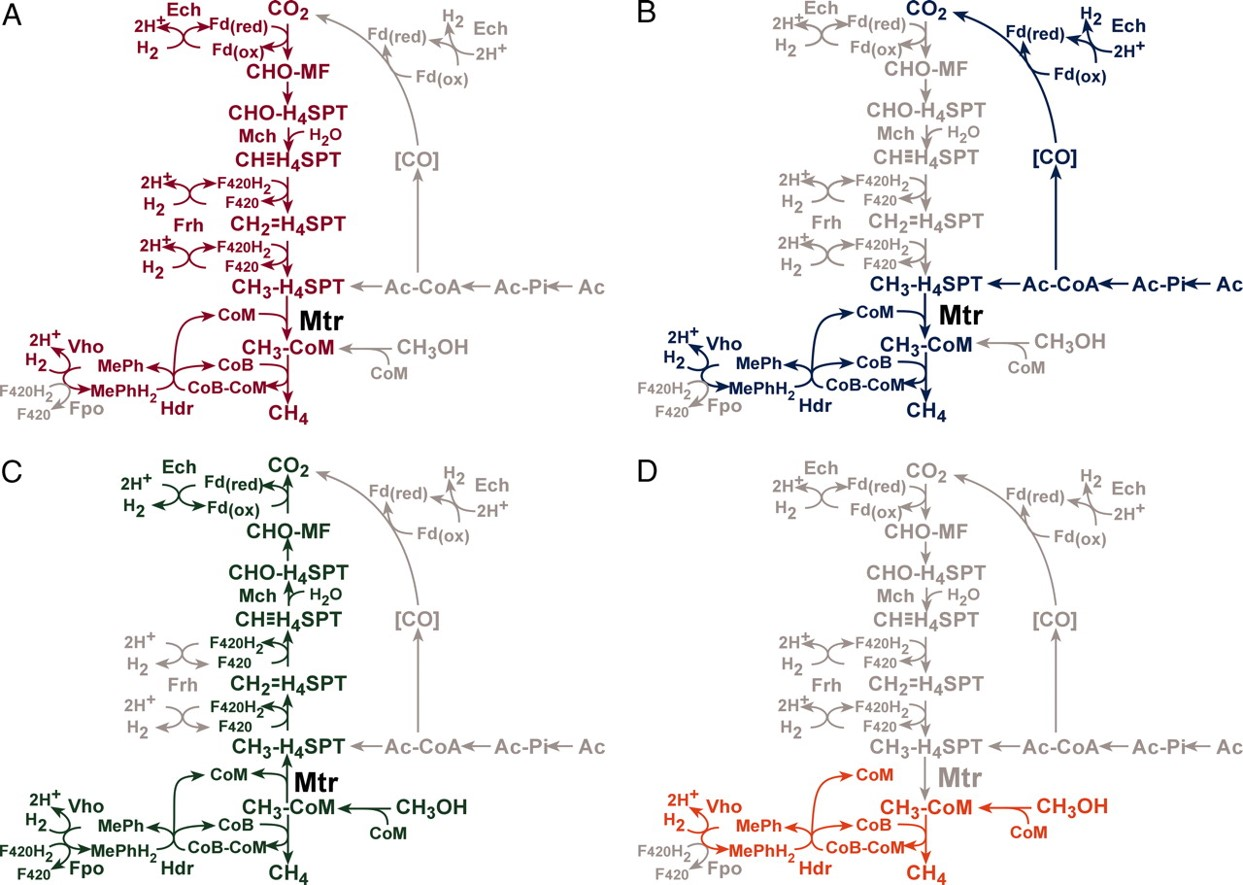 A
Ech
CO2
2H+
Fd(red)
H2
Fd(ox)
CHO-MF
CHO-H4SPT
Mch
H2O
CH≡H4SPT
2H+
F420H2
H2
F420
Frh
CH2=H4SPT
2H+
F420H2
H2
F420
CH3-H4SPT
Ac-CoA
Ac-Pi
Ac
[CO]
Fd(red)
Fd(ox)
H2
Ech
2H+
CoM
Mtr
CH3-CoM
CH3OH
CoM
2H+
Vho
H2
MePh
CoB
F420H2
MePhH2
CoB-CoM
F420
Fpo
Hdr
CH4
B
Ech
CO2
2H+
Fd(red)
H2
Fd(ox)
CHO-MF
CHO-H4SPT
Mch
H2O
CH≡H4SPT
2H+
F420H2
H2
F420
Frh
CH2=H4SPT
2H+
F420H2
H2
F420
CH3-H4SPT
Ac-CoA
Ac-Pi
Ac
[CO]
Fd(red)
Fd(ox)
H2
Ech
2H+
CoM
Mtr
CH3-CoM
CH3OH
CoM
2H+
Vho
H2
MePh
CoB
F420H2
MePhH2
CoB-CoM
F420
Fpo
Hdr
CH4
C
Ech
CO2
2H+
Fd(red)
H2
Fd(ox)
CHO-MF
CHO-H4SPT
Mch
H2O
CH≡H4SPT
2H+
F420H2
H2
F420
Frh
CH2=H4SPT
2H+
F420H2
H2
F420
CH3-H4SPT
Ac-CoA
Ac-Pi
Ac
[CO]
Fd(red)
Fd(ox)
H2
Ech
2H+
CoM
Mtr
CH3-CoM
CH3OH
CoM
2H+
Vho
H2
MePh
CoB
F420H2
MePhH2
CoB-CoM
F420
Fpo
Hdr
CH4
D
Ech
CO2
2H+
Fd(red)
H2
Fd(ox)
CHO-MF
CHO-H4SPT
Mch
H2O
CH≡H4SPT
2H+
F420H2
H2
F420
Frh
CH2=H4SPT
2H+
F420H2
H2
F420
CH3-H4SPT
Ac-CoA
Ac-Pi
Ac
[CO]
Fd(red)
Fd(ox)
H2
Ech
2H+
CoM
Mtr
CH3-CoM
CH3OH
CoM
2H+
Vho
H2
MePh
CoB
F420H2
MePhH2
CoB-CoM
F420
Fpo
Hdr
CH4